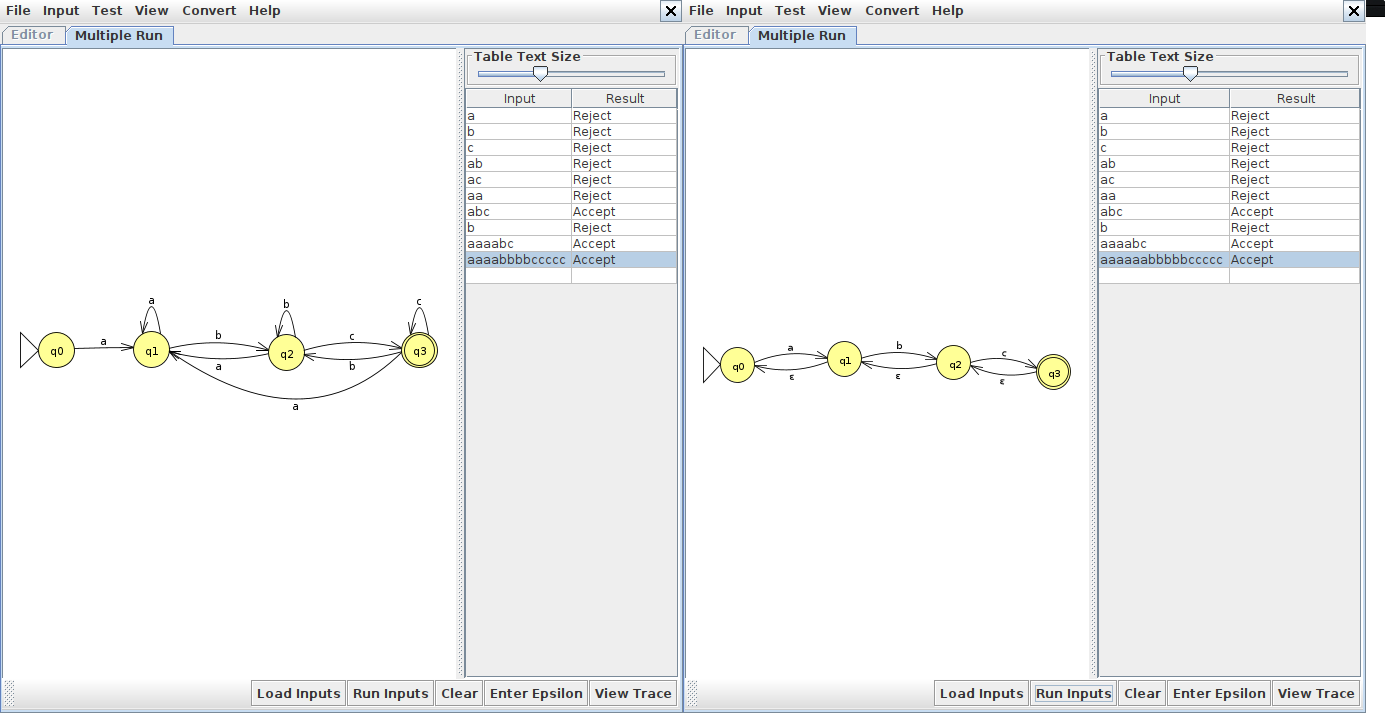 File Input Test View Convert Help
Editor Multiple Run
Table Text Size
Input Result
a Reject
b Reject
c Reject
ab Reject
ac Reject
aa Reject
abc Accept
b Reject
aaaabc Accept
aaaabbbbccccc Accept
a b c
q0 a q1 b q2 c q3
a b
a
Load Inputs Run Inputs Clear Enter Epsilon View Trace
File Input Test View Convert Help
Editor Multiple Run
Table Text Size
Input Result
a Reject
b Reject
c Reject
ab Reject
ac Reject
aa Reject
abc Accept
b Reject
aaaabc Accept
aaaaaabbbbbccccc Accept
a b c
q0 q1 q2 q3
ε ε ε
Load Inputs Run Inputs Clear Enter Epsilon View Trace